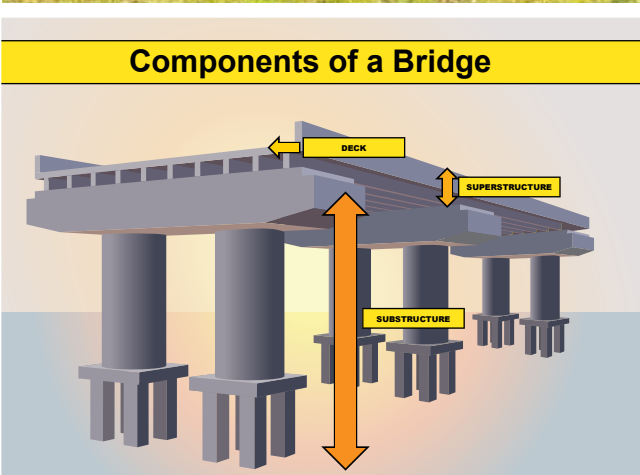 Components of a Bridge
DECK
SUPERSTRUCTURE
SUBSTRUCTURE